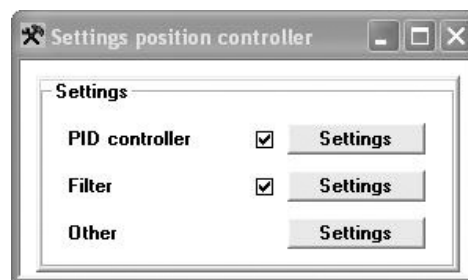 Settings position controller
Settings
PID controller Settings
Filter Settings
Other Settings